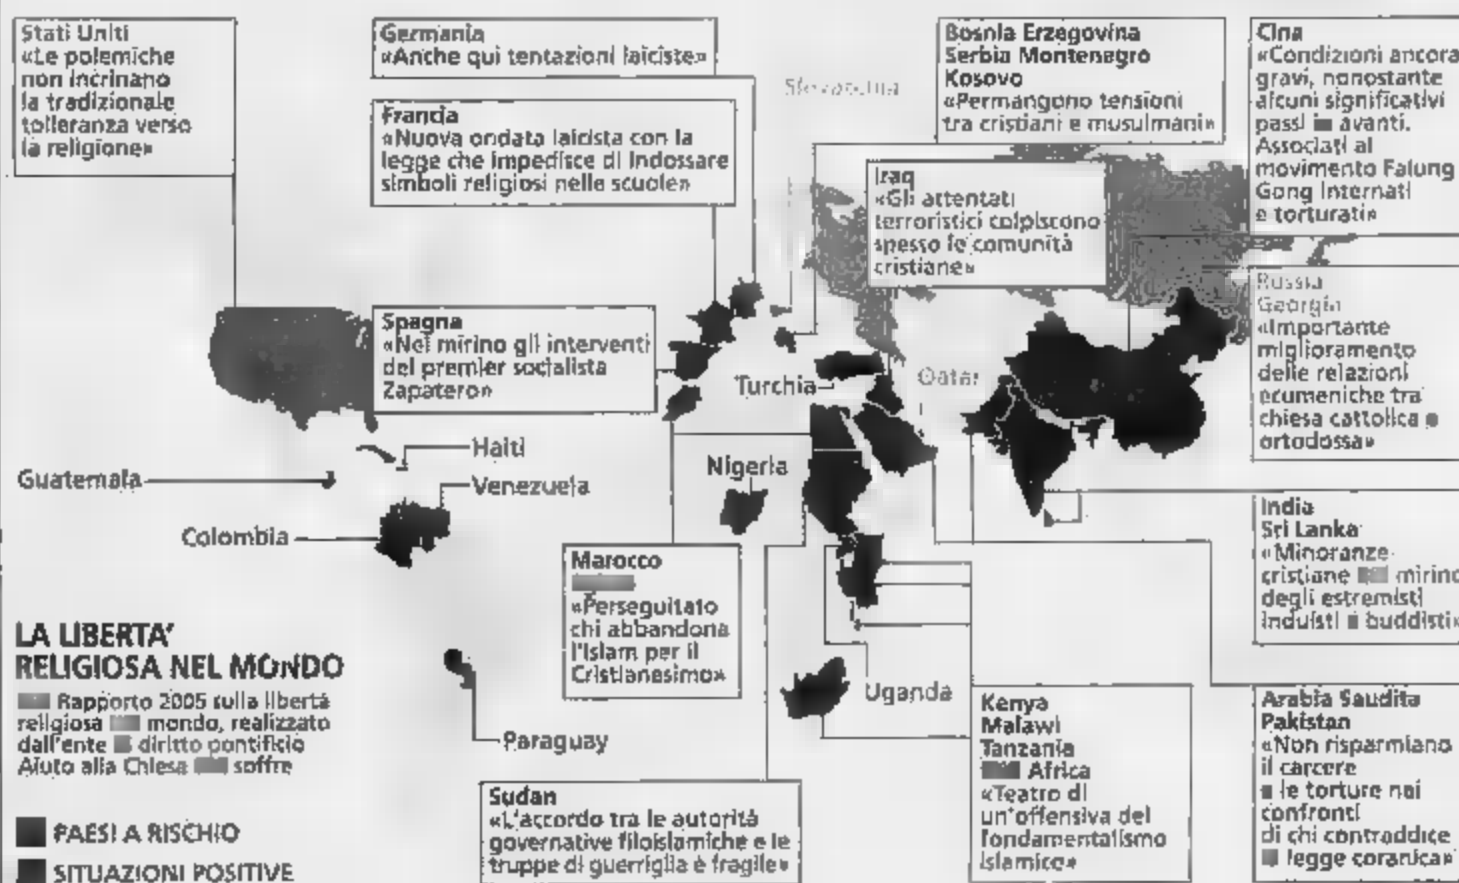 Stati Uniti
«Le polemiche
non incrinano
la tradizionale
tolleranza verso
la religione»
Germania
«Anche qui tentazioni laiciste»
Francia
«Nuova ondata laicista con la
legge che impedisce di indossare
simboli religiosi nelle scuole»
Slovacchia
Bosnia Erzegovina
Serbia Montenegro
Kosovo
«Permangono tensioni
tra cristiani e musulmani»
Cina
«Condizioni ancora
gravi, nonostante
alcuni significativi
passi avanti.
Associati al
movimento Falung
Gong internati
e torturati»
Iraq
«Gli attentati
terroristici colpiscono
spesso le comunità
cristiane»
Russia
Georgia
«Importante
miglioramento
delle relazioni
ecumeniche tra
chiesa cattolica
ortodossa»
Spagna
«Nel mirino gli interventi
del premier socialista
Zapatero»
Turchia
Qatar
Haiti
Guatemala
Venezuela
Colombia
Nigeria
Marocco
«Perseguitato
chi abbandona
l'Islam per il
Cristianesimo»
India
Sri Lanka
«Minoranze
cristiane mirino
degli estremisti
induisti buddisti»
Uganda
Paraguay
LA LIBERTA'
RELIGIOSA NEL MONDO
Rapporto 2005 sulla libertà
religiosa mondo, realizzato
dall'ente diritto pontificio
Aiuto alla Chiesa soffre
PAESI A RISCHIO
SITUAZIONI POSITIVE
Sudan
«L'accordo tra le autorità
governative filoislamiche e le
truppe di guerriglia è fragile»
Kenya
Malawi
Tanzania
Africa
«Teatro di
un'offensiva del
fondamentalismo
islamico»
Arabia Saudita
Pakistan
«Non risparmiano
il carcere
le torture nei
confronti
di chi contraddice
legge coranica»